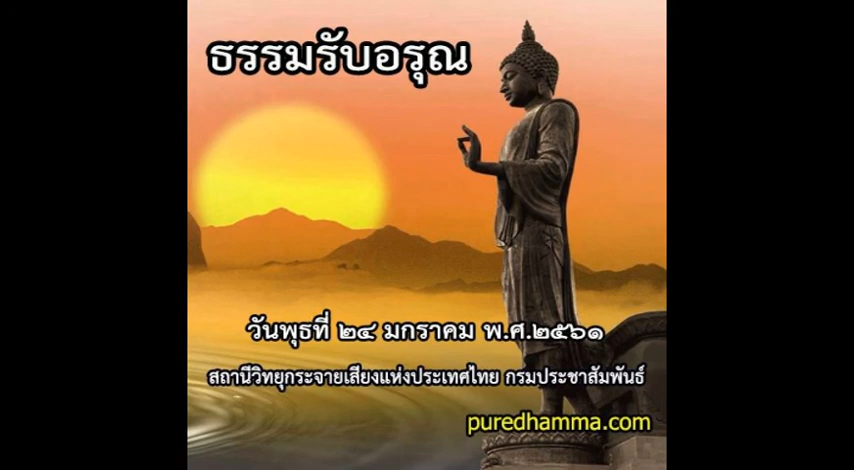 ธรรมรับอรุณ
วันพุธที่ ๒๔ มกราคม พ.ศ.๒๕๖๑
สถานีวิทยุกระจายเสียงแห่งประเทศไทย กรมประชาสัมพันธ์
puredhamma.com